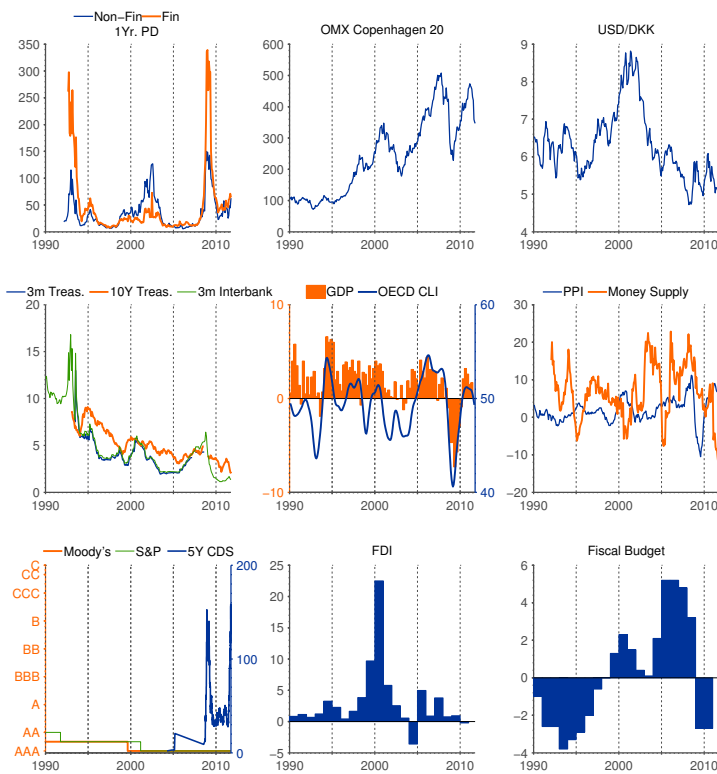 Non−Fin Fin
1Yr. PD
350
300
250
200
150
100
50
0
1990 2000 2010
OMX Copenhagen 20
600
500
400
300
200
100
0
1990 2000 2010
USD/DKK
9
8
7
6
5
4
1990 2000 2010
3m Treas. 10Y Treas. 3m Interbank
20
15
10
5
0
1990 2000 2010
GDP OECD CLI
10 60
0 50
−10 40
1990 2000 2010
PPI Money Supply
30
20
10
0
−10
−20
1990 2000 2010
Moody's S&P 5Y CDS
C 200
CC
CCC
B
BB 100
BBB
A
AA
AAA 0
1990 2000 2010
FDI
25
20
15
10
5
0
−5
1990 2000 2010
Fiscal Budget
6
4
2
0
−2
−4
1990 2000 2010